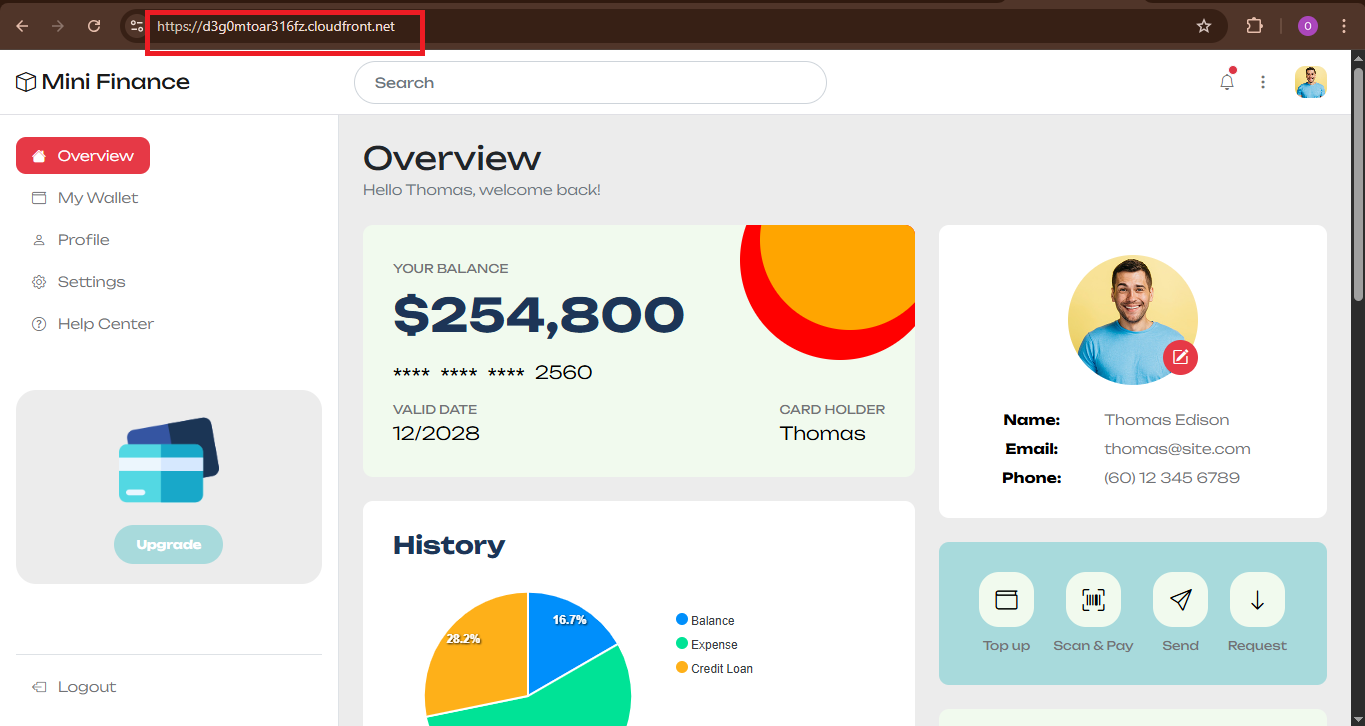 https://d3g0mtoar316fz.cloudfront.net
O
Mini Finance
Search
Overview
My Wallet
Profile
Settings
Help Center
Upgrade
Logout
Overview
Hello Thomas, welcome back!
YOUR BALANCE
$254,800
**** **** **** 2560
VALID DATE
CARD HOLDER
12/2028
Thomas
History
16.7%
28.2%
Balance
Expense
Credit Loan
Name: Thomas Edison
Email: thomas@site.com
Phone: (60) 12 345 6789
Top up
Scan & Pay
Send
Request